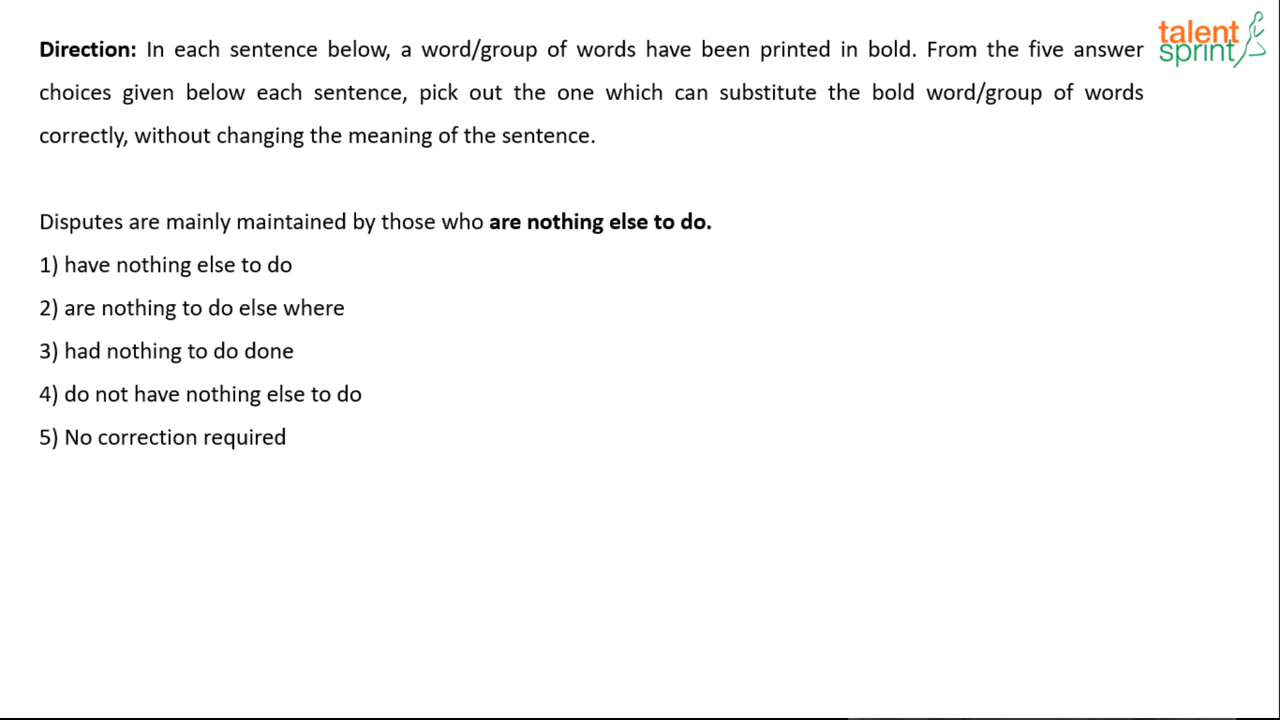 talent
sprint
Direction: In each sentence below, a word/group of words have been printed in bold. From the five answer
choices given below each sentence, pick out the one which can substitute the bold word/group of words
correctly, without changing the meaning of the sentence.
Disputes are mainly maintained by those who are nothing else to do.
1) have nothing else to do
2) are nothing to do else where
3) had nothing to do done
4) do not have nothing else to do
5) No correction required